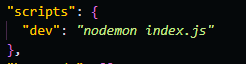 "scripts": {
"dev": "nodemon index.js"
},